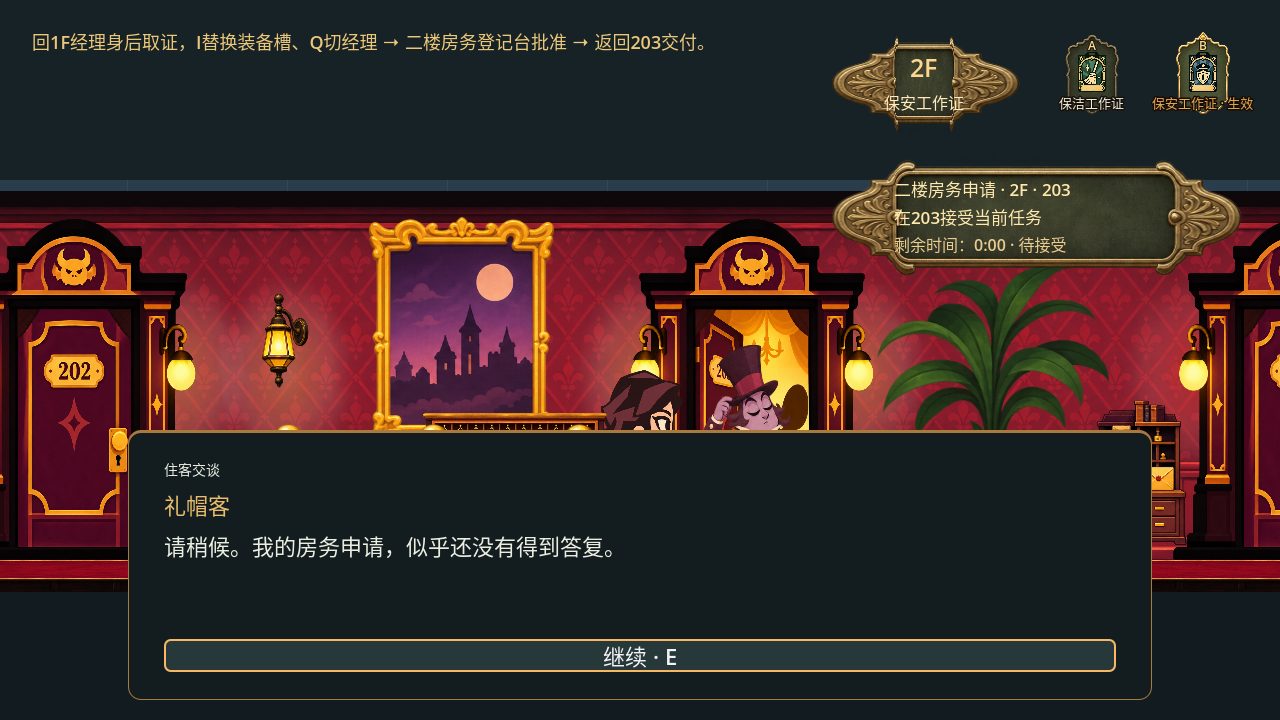 回1F经理身后取证，I替换装备槽、Q切经理 → 二楼房务登记台批准 → 返回203交付。
2F
保安工作证
A
保洁工作证
B
保安工作证·生效
二楼房务申请 · 2F · 203
在203接受当前任务
剩余时间：0:00 · 待接受
202
住客交谈
礼帽客
请稍候。我的房务申请，似乎还没有得到答复。
继续 · E